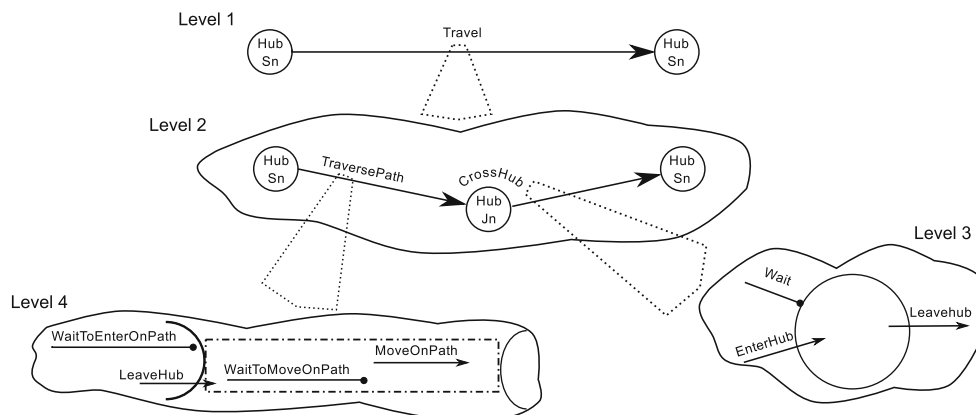 Level 1
Travel
Hub
Sn
Hub
Sn
Level 2
Hub
Sn
TraversePath
CrossHub
Hub
Jn
Hub
Sn
Level 3
Wait
EnterHub
Leavehub
Level 4
WaitToEnterOnPath
LeaveHub
WaitToMoveOnPath
MoveOnPath